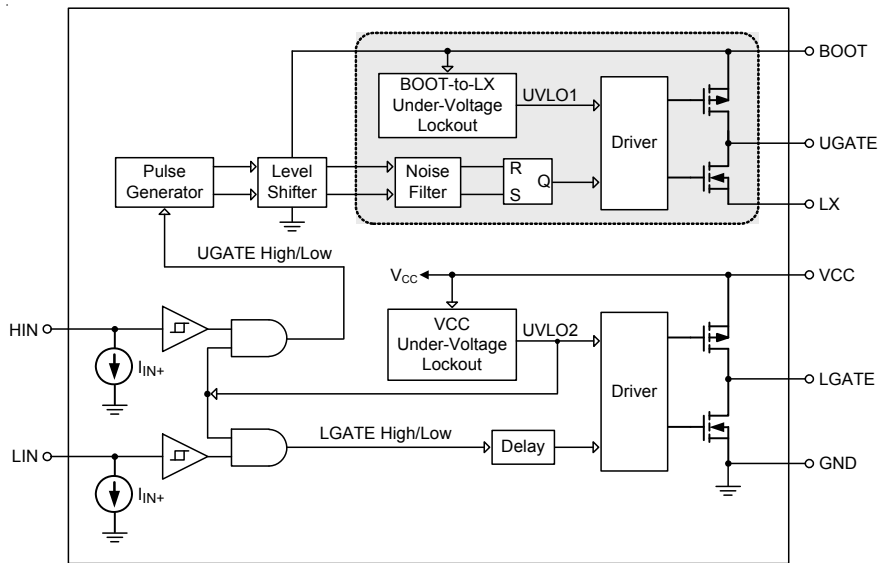 BOOT
BOOT-to-LX
Under-Voltage
Lockout
UVLO1
Driver
UGATE
Pulse
Generator
Level
Shifter
Noise
Filter
R
S
Q
LX
UGATE High/Low
VCC
VCC
HIN
IIN+
VCC
Under-Voltage
Lockout
UVLO2
Driver
LGATE
LGATE High/Low
Delay
LIN
IIN+
GND